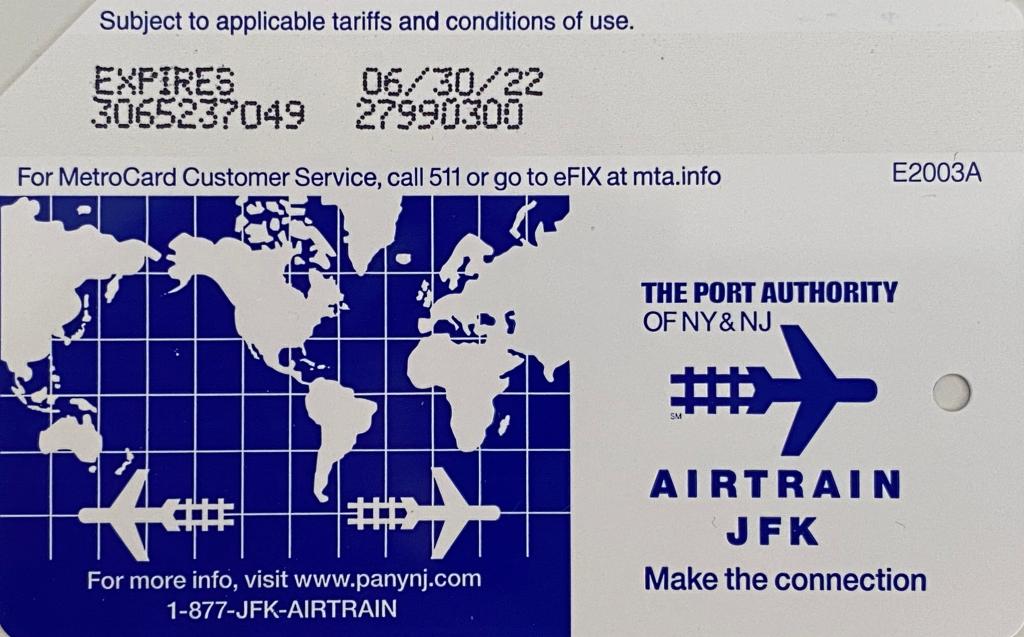 Subject to applicable tariffs and conditions of use.
EXPIRES 06/30/22
3065237049 27990300
For MetroCard Customer Service, call 511 or go to eFIX at mta.info E2003A
THE PORT AUTHORITY
OF NY & NJ
SM
AIRTRAIN
JFK
Make the connection
For more info, visit www.panynj.com
1-877-JFK-AIRTRAIN